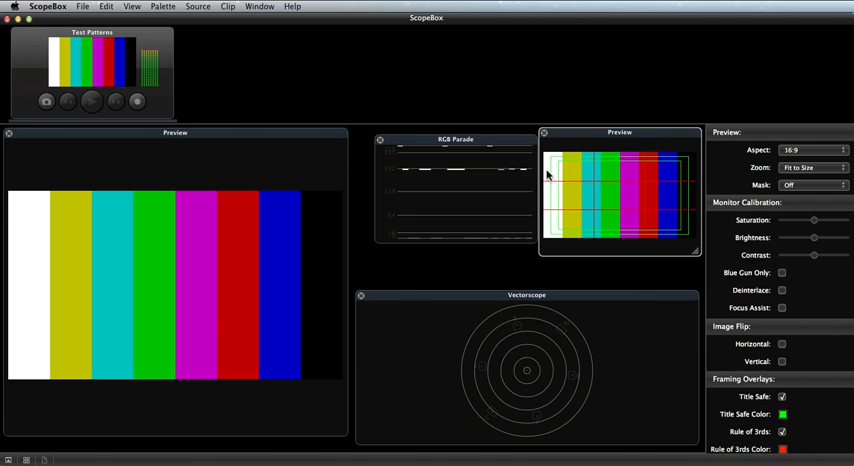 ScopeBox File Edit View Palette Source Clip Window Help
ScopeBox
Test Patterns
Preview
RGB Parade
Preview
Vectorscope
Preview:
Aspect: 16:9
Zoom: Fit to Size
Mask: Off
Monitor Calibration:
Saturation:
Brightness:
Contrast:
Blue Gun Only:
Deinterlace:
Focus Assist:
Image Flip:
Horizontal:
Vertical:
Framing Overlays:
Title Safe:
Title Safe Color:
Rule of 3rds:
Rule of 3rds Color: